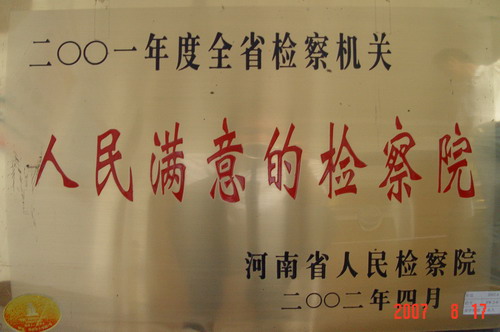 二〇〇一年度全省检察机关
人民满意的检察院
河南省人民检察院
二〇〇二年四月
2007 8 17